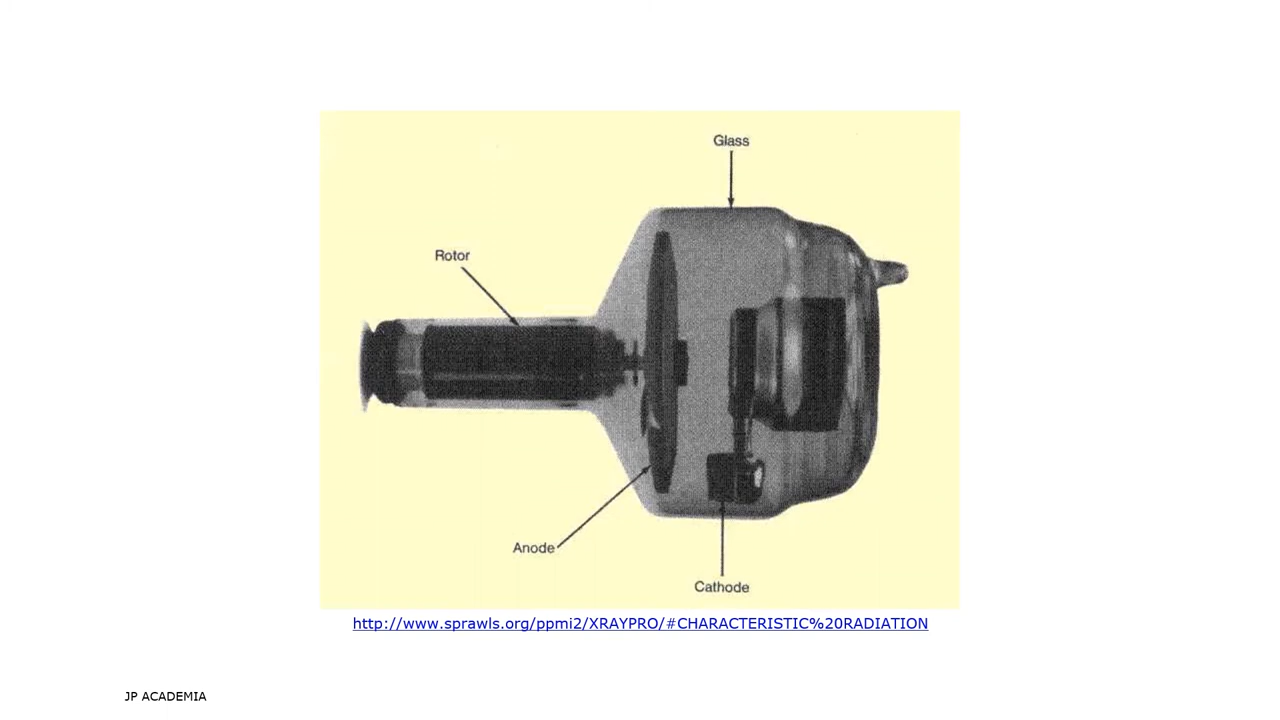 Glass
Rotor
Anode
Cathode
http://www.sprawls.org/ppmi2/XRAYPRO/#CHARACTERISTIC%20RADIATION
JP ACADEMIA